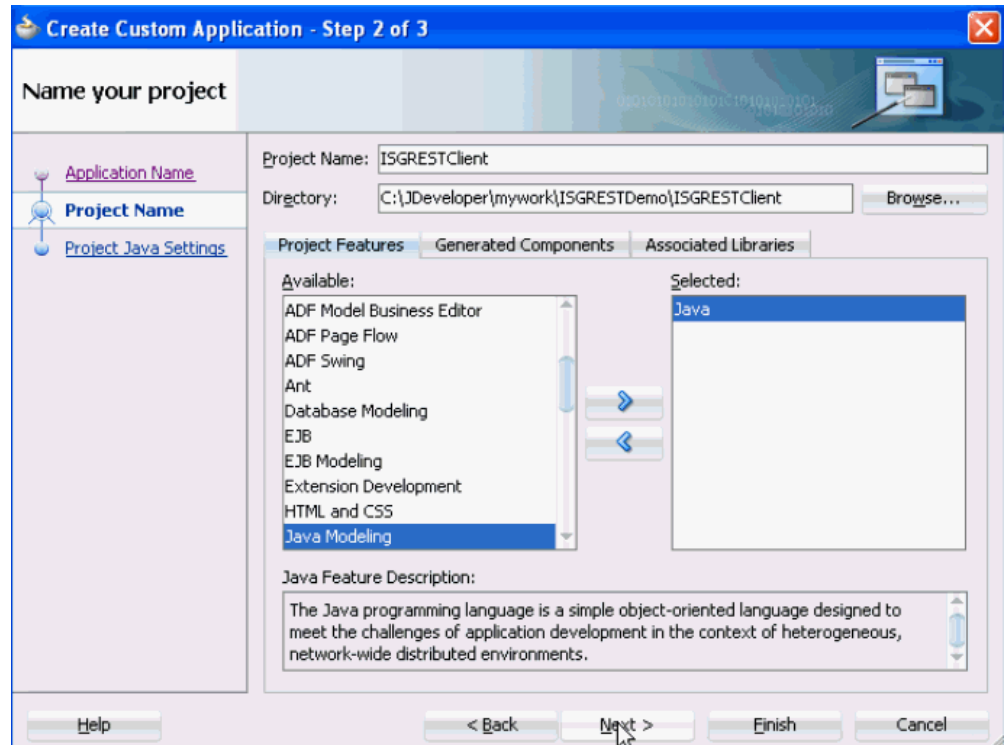 Create Custom Application - Step 2 of 3
Name your project
Application Name
Project Name
Project Java Settings
Project Name: ISGRESTClient
Directory: C:\JDeveloper\mywork\ISGRESTDemo\ISGRESTClient Browse...
Project Features Generated Components Associated Libraries
Available:
ADF Model Business Editor
ADF Page Flow
ADF Swing
Ant
Database Modeling
EJB
EJB Modeling
Extension Development
HTML and CSS
Java Modeling
Selected:
Java
Java Feature Description:
The Java programming language is a simple object-oriented language designed to
meet the challenges of application development in the context of heterogeneous,
network-wide distributed environments.
Help < Back Next > Finish Cancel